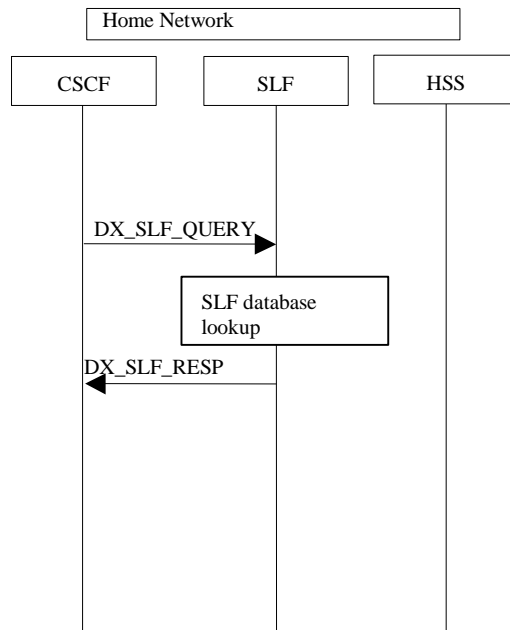 Home Network
CSCF
SLF
HSS
DX_SLF_QUERY
SLF database
lookup
DX_SLF_RESP